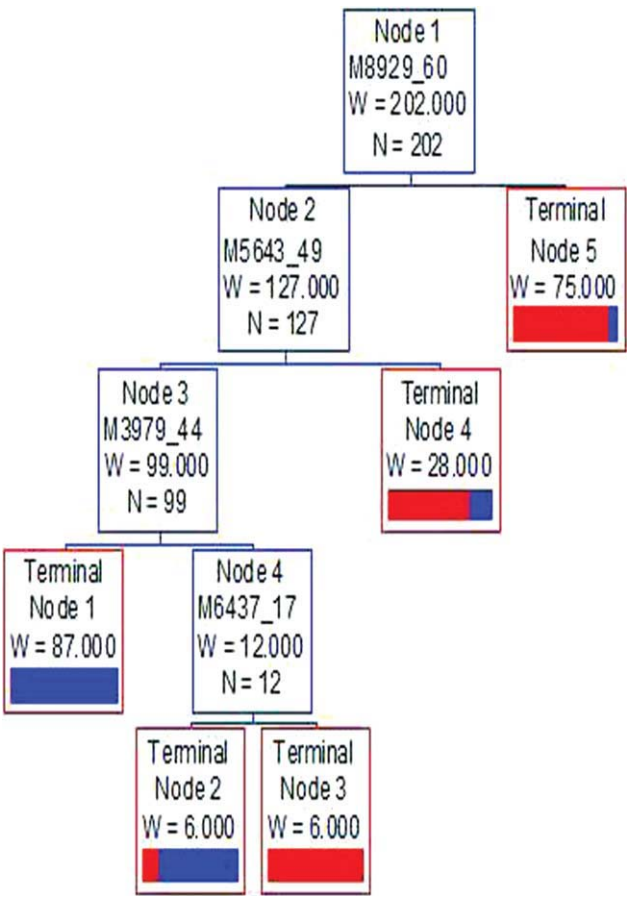 Node 1
M8929_60
W = 202.000
N = 202
Node 2
M5643_49
W = 127.000
N = 127
Terminal
Node 5
W = 75.000
Node 3
M3979_44
W = 99.000
N = 99
Terminal
Node 4
W = 28.000
Terminal
Node 1
W = 87.000
Node 4
M6437_17
W = 12.000
N = 12
Terminal
Node 2
W = 6.000
Terminal
Node 3
W = 6.000